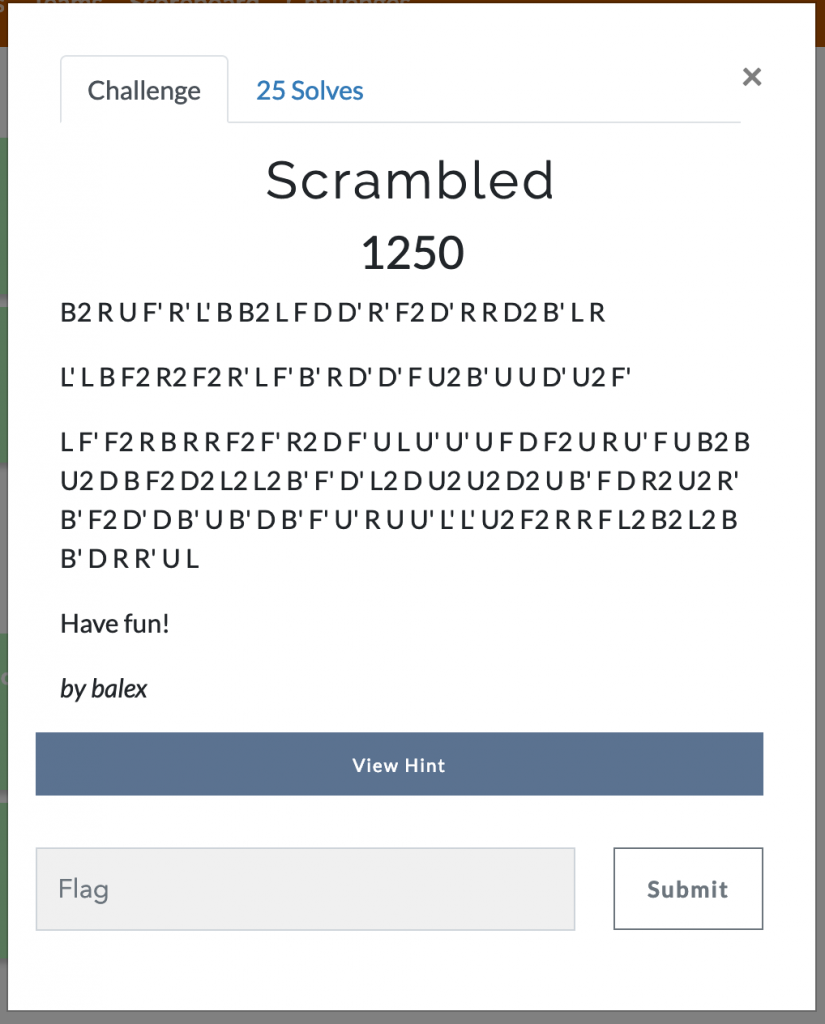 Challenge
25 Solves
×
Scrambled
1250
B2 R U F' R' L' B B2 L F D D' R' F2 D' R R D2 B' L R
L' L B F2 R2 F2 R' L F' B' R D' D' F U2 B' U U D' U2 F'
L F' F2 R B R R F2 F' R2 D F' U L U' U' U F D F2 U R U' F U B2 B
U2 D B F2 D2 L2 L2 B' F' D' L2 D U2 U2 D2 U B' F D R2 U2 R'
B' F2 D' D B' U B' D B' F' U' R U U' L' L' U2 F2 R R F L2 B2 L2 B
B' D R R' U L
Have fun!
by balex
View Hint
Flag
Submit